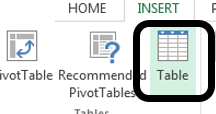 HOME INSERT P
ivotTable Recommended Table
PivotTables
Tables